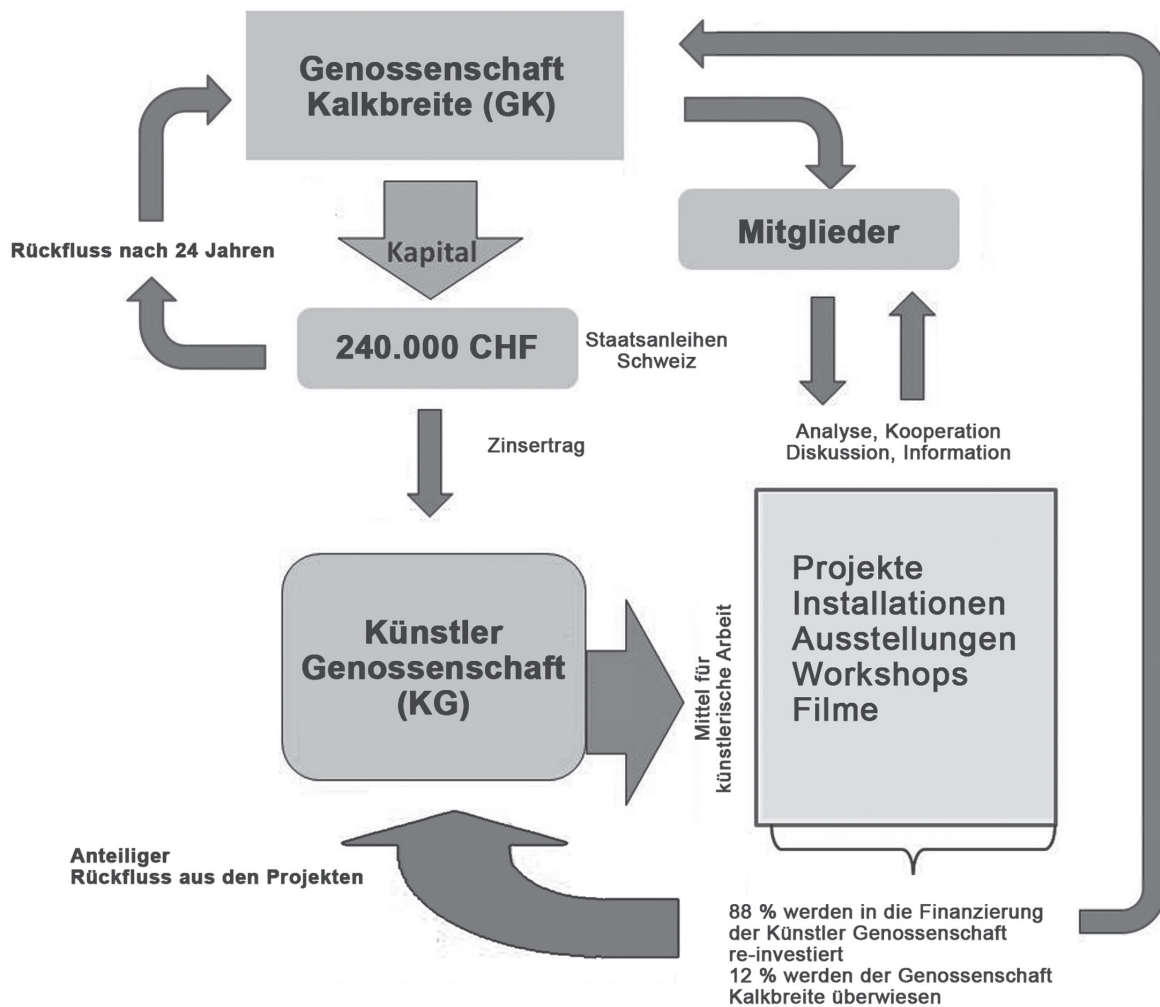 Genossenschaft
Kalkbreite (GK)
Rückfluss nach 24 Jahren
Kapital
Mitglieder
240.000 CHF
Staatsanleihen
Schweiz
Zinsertrag
Analyse, Kooperation
Diskussion, Information
Künstler
Genossenschaft
(KG)
Mittel für
künstlerische Arbeit
Projekte
Installationen
Ausstellungen
Workshops
Filme
Anteiliger
Rückfluss aus den Projekten
88 % werden in die Finanzierung
der Künstler Genossenschaft
re-investiert
12 % werden der Genossenschaft
Kalkbreite überwiesen